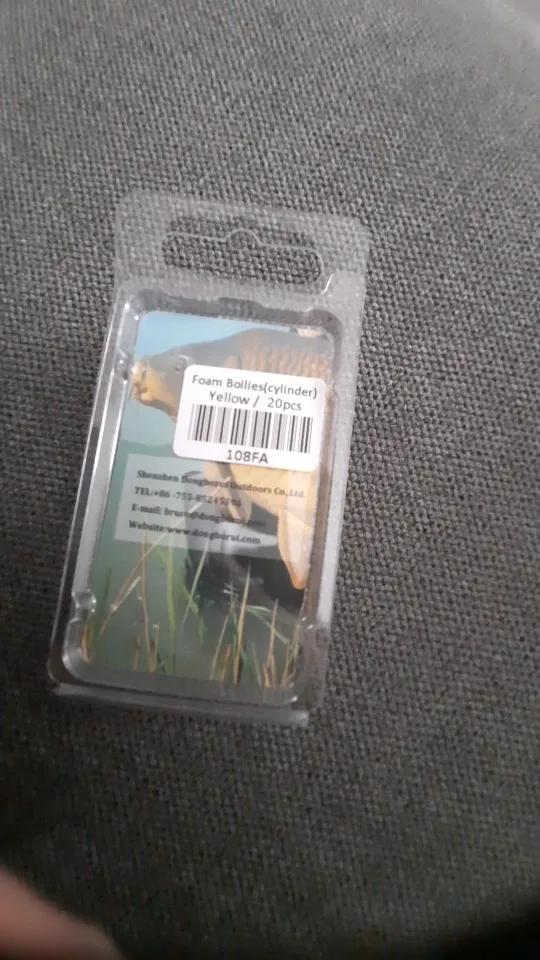 Foam Boilies(cylinder)
Yellow / 20pcs
108FA
Shenzhen Dongborui Outdoors Co.,Ltd.
TEL:+86 -755-
E-mail:
Website:www.dongborui.com